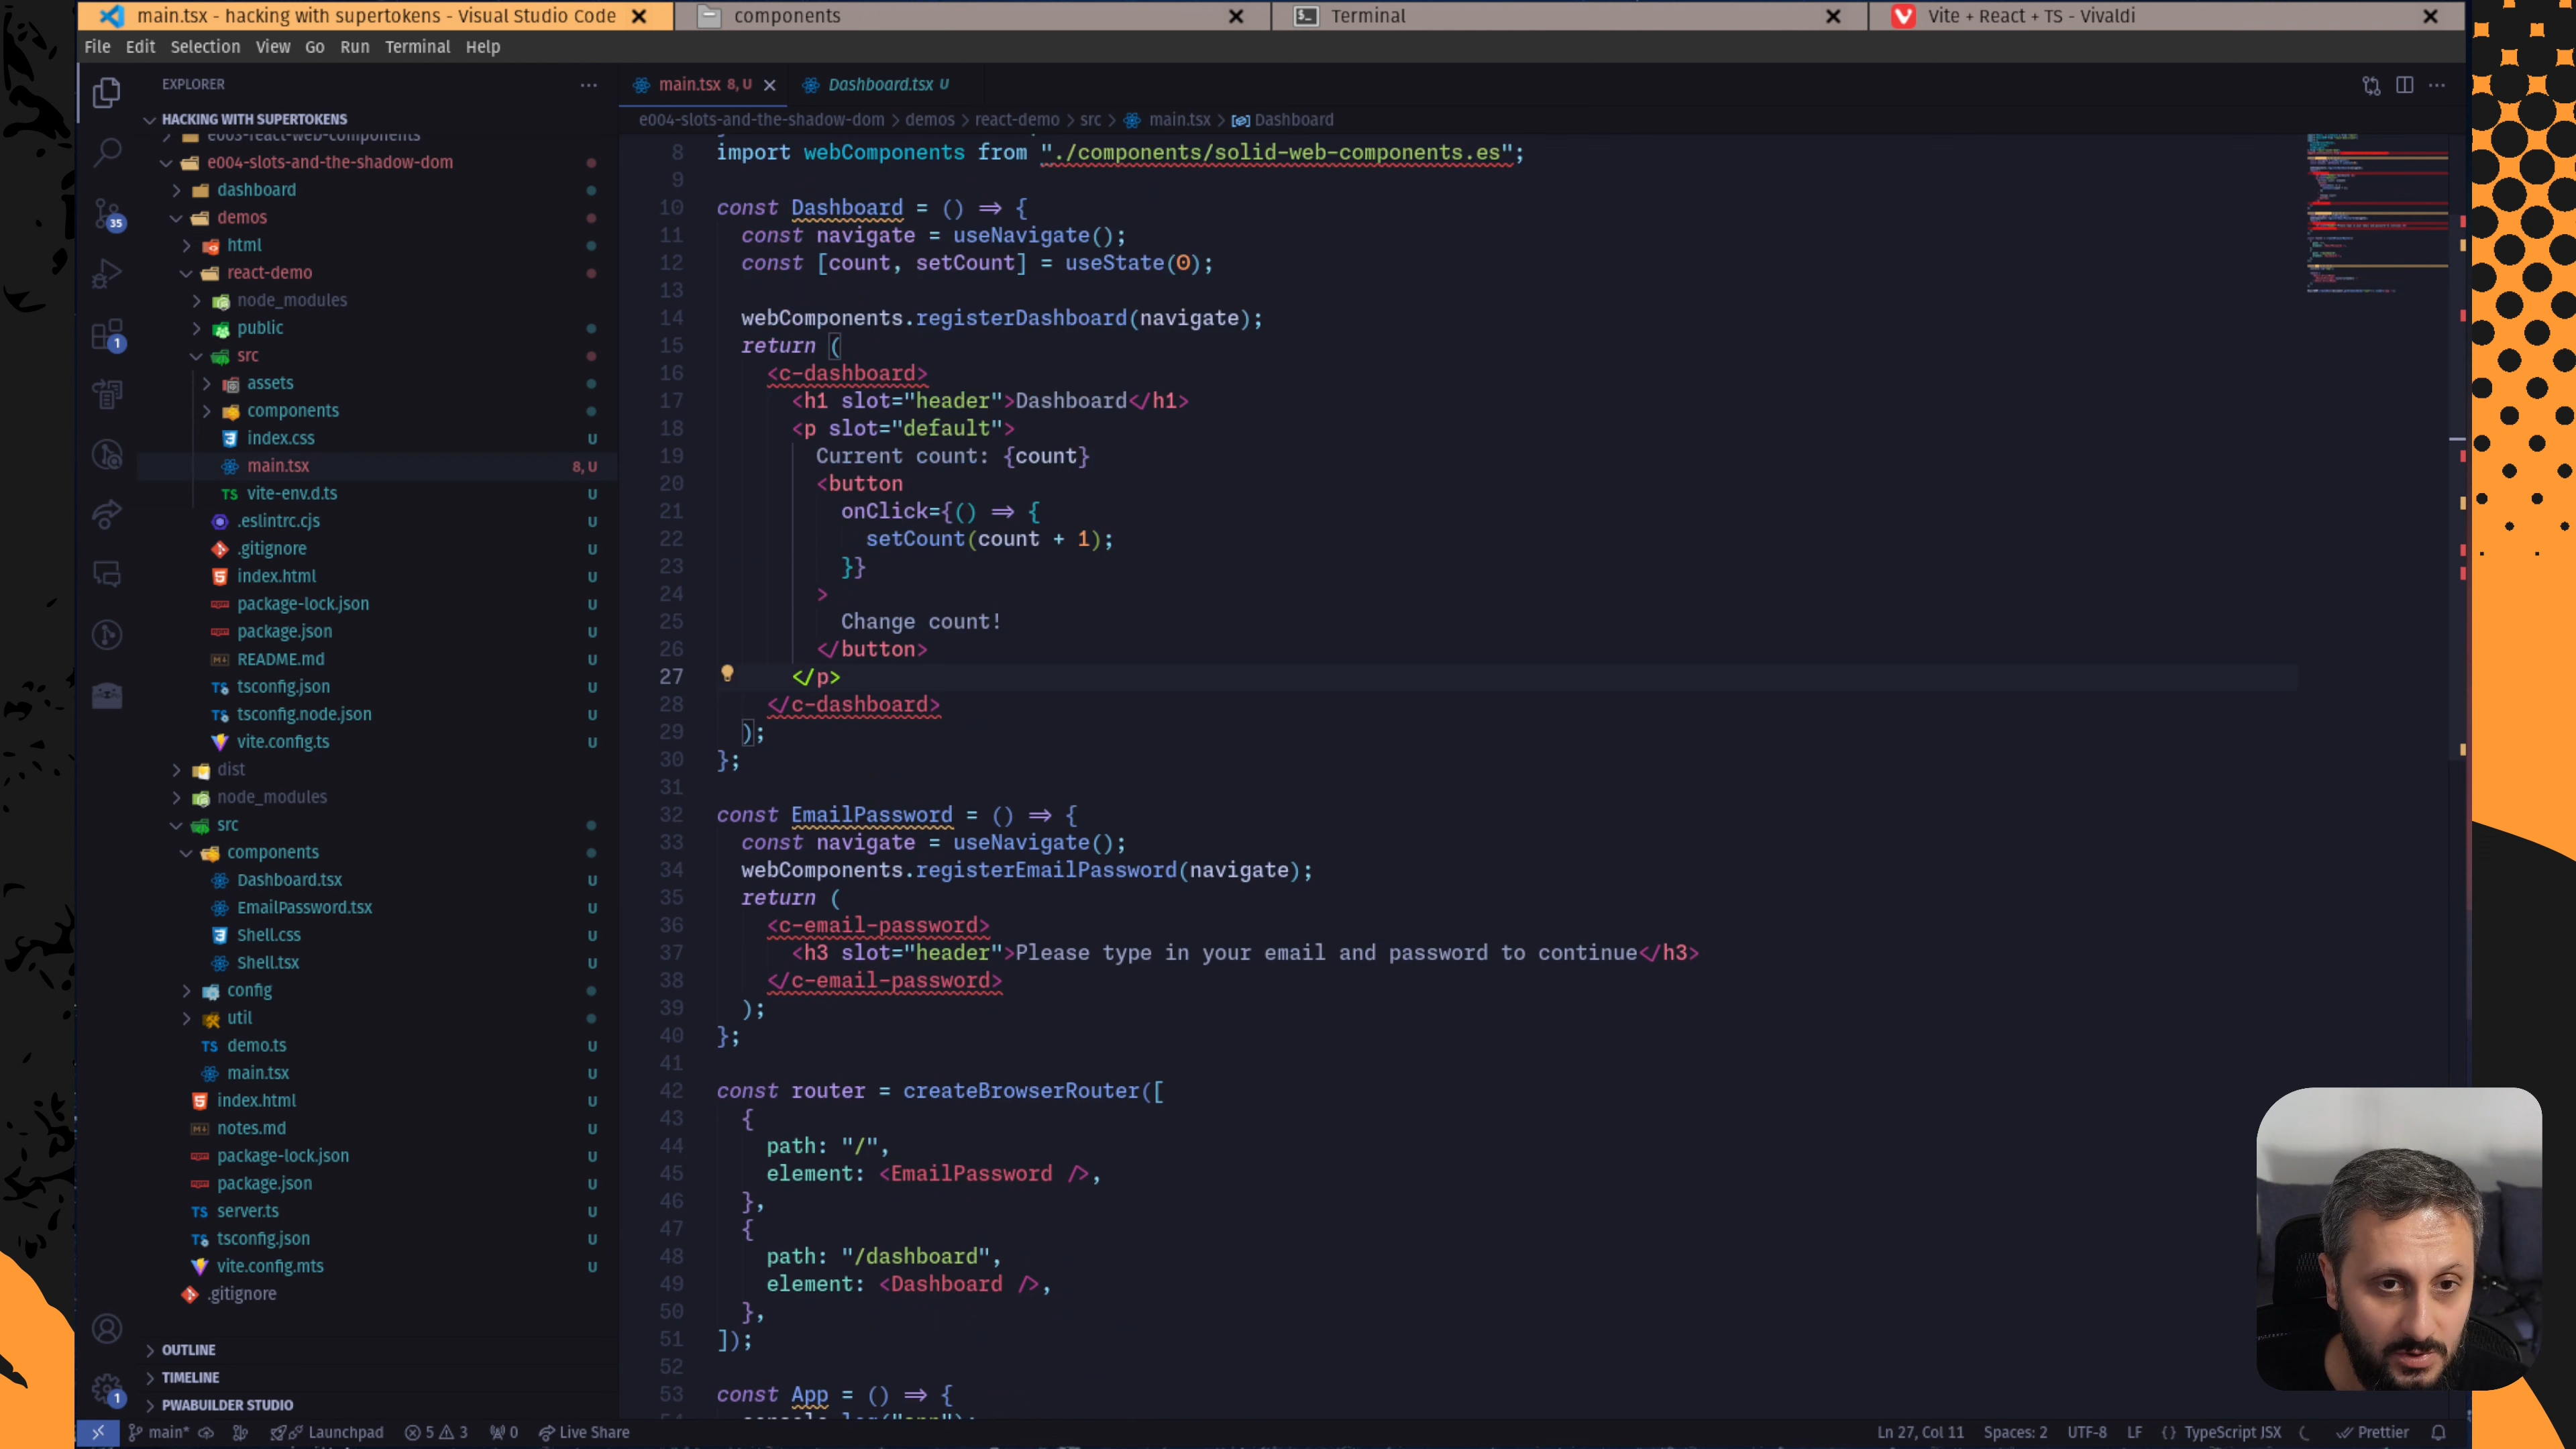 main.tsx - hacking with supertokens - Visual Studio Code
components
Terminal
Vite + React + TS - Vivaldi
File Edit Selection View Go Run Terminal Help
EXPLORER
main.tsx 8, U
Dashboard.tsx U
HACKING WITH SUPERTOKENS
e004-slots-and-the-shadow-dom > demos > react-demo > src > main.tsx > Dashboard
e003-react-web-components
e004-slots-and-the-shadow-dom
dashboard
demos
html
react-demo
node_modules
public
src
assets
components
index.css U
main.tsx 8, U
vite-env.d.ts U
.eslintrc.cjs U
.gitignore U
index.html U
package-lock.json U
package.json U
README.md U
tsconfig.json U
tsconfig.node.json U
vite.config.ts U
dist
node_modules
src
components
Dashboard.tsx U
EmailPassword.tsx U
Shell.css U
Shell.tsx U
config
util
demo.ts U
main.tsx U
index.html U
notes.md U
package-lock.json U
package.json U
server.ts U
tsconfig.json U
vite.config.mts U
.gitignore
OUTLINE
TIMELINE
PWABUILDER STUDIO
35
1
1
8 import webComponents from "./components/solid-web-components.es";
9
10 const Dashboard = () => {
11 const navigate = useNavigate();
12 const [count, setCount] = useState(0);
13
14 webComponents.registerDashboard(navigate);
15 return (
16 <c-dashboard>
17 <h1 slot="header">Dashboard</h1>
18 <p slot="default">
19 Current count: {count}
20 <button
21 onClick={() => {
22 setCount(count + 1);
23 }}
24 >
25 Change count!
26 </button>
27 </p>
28 </c-dashboard>
29 );
30 };
31
32 const EmailPassword = () => {
33 const navigate = useNavigate();
34 webComponents.registerEmailPassword(navigate);
35 return (
36 <c-email-password>
37 <h3 slot="header">Please type in your email and password to continue</h3>
38 </c-email-password>
39 );
40 };
41
42 const router = createBrowserRouter([
43 {
44 path: "/",
45 element: <EmailPassword />,
46 },
47 {
48 path: "/dashboard",
49 element: <Dashboard />,
50 },
51 ]);
52
53 const App = () => {
main* Launchpad 5 3 0 Live Share
Ln 27, Col 11 Spaces: 2 UTF-8 LF {} TypeScript JSX Prettier